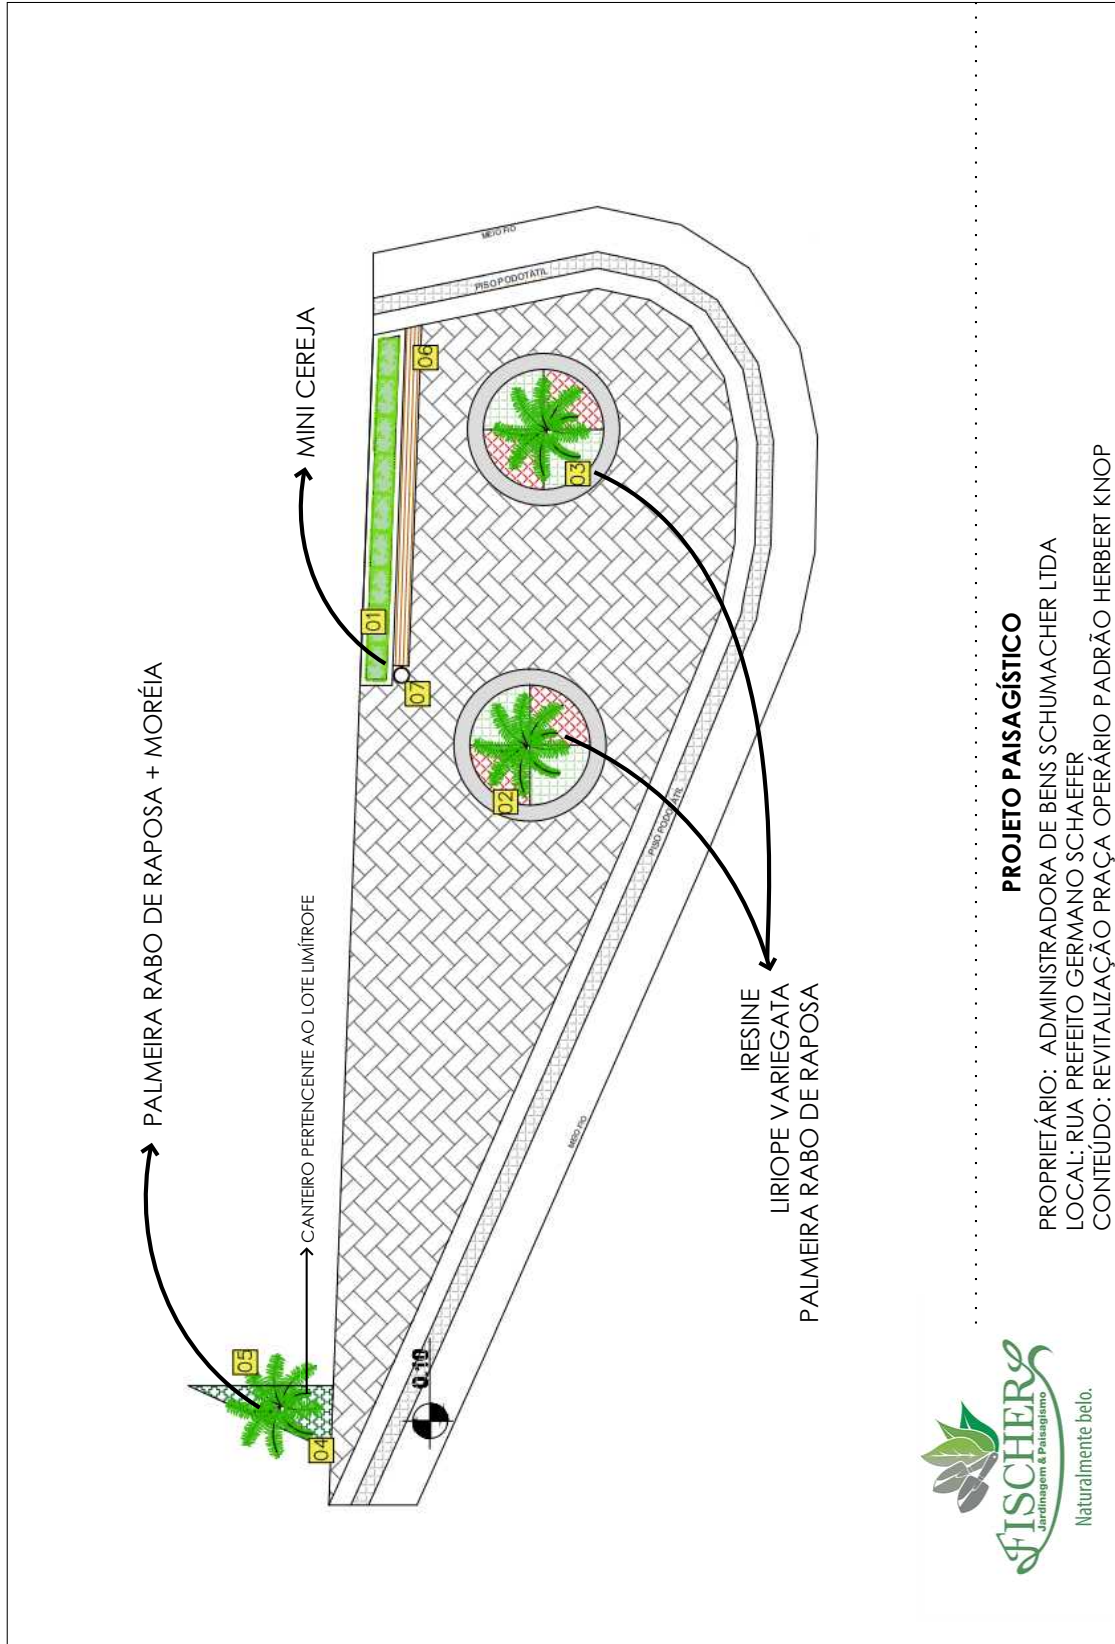 PALMEIRA RABO DE RAPOSA + MORÉIA
MINI CEREJA
CANTEIRO PERTENCENTE AO LOTE LIMÍTROFE
05
04
01
06
07
02
03
MEIO FIO
PISO PODOTÁTIL
PISO PODOTÁTIL
MEIO FIO
0.10
IRESINE
LIRIOPE VARIEGATA
PALMEIRA RABO DE RAPOSA
PROJETO PAISAGÍSTICO
PROPRIETÁRIO: ADMINISTRADORA DE BENS SCHUMACHER LTDA
LOCAL: RUA PREFEITO GERMANO SCHAEFER
CONTEÚDO: REVITALIZAÇÃO PRAÇA OPERÁRIO PADRÃO HERBERT KNOP
FISCHER
Jardinagem & Paisagismo
Naturalmente belo.